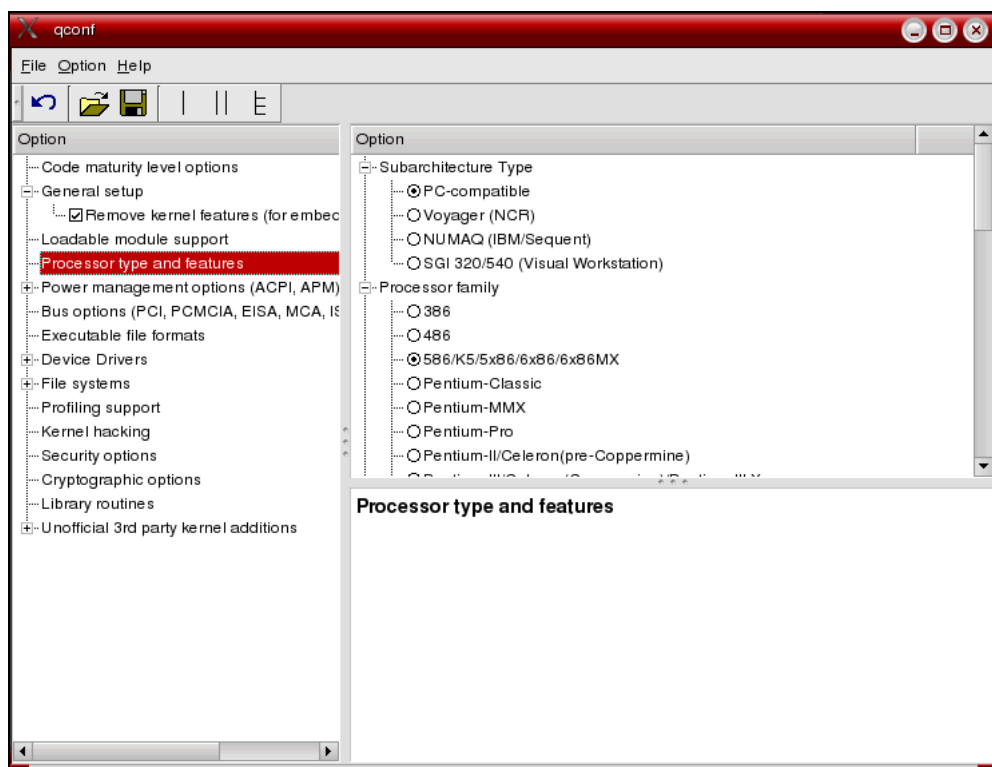 qconf
File Option Help
Option
Code maturity level options
General setup
Remove kernel features (for embec
Loadable module support
Processor type and features
Power management options (ACPI, APM)
Bus options (PCI, PCMCIA, EISA, MCA, IS
Executable file formats
Device Drivers
File systems
Profiling support
Kernel hacking
Security options
Cryptographic options
Library routines
Unofficial 3rd party kernel additions
Option
Subarchitecture Type
PC-compatible
Voyager (NCR)
NUMAQ (IBM/Sequent)
SGI 320/540 (Visual Workstation)
Processor family
386
486
586/K5/5x86/6x86/6x86MX
Pentium-Classic
Pentium-MMX
Pentium-Pro
Pentium-II/Celeron(pre-Coppermine)
Processor type and features